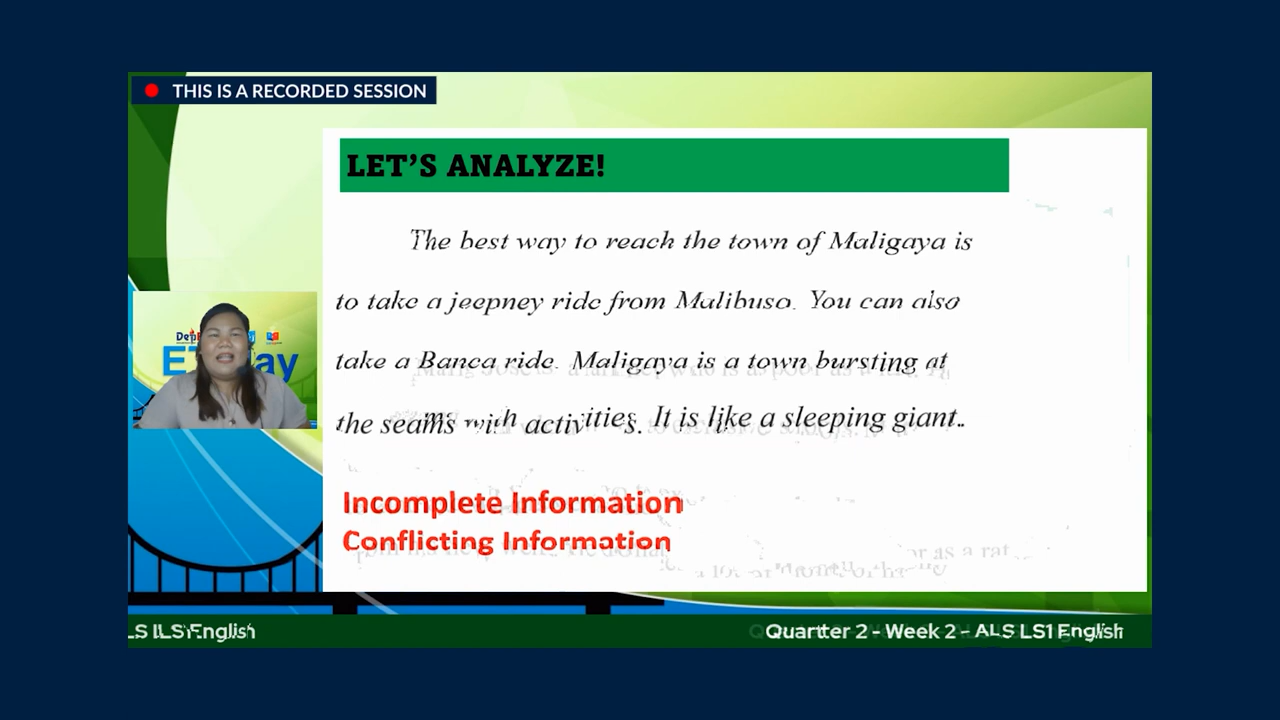 THIS IS A RECORDED SESSION
LET'S ANALYZE!
The best way to reach the town of Maligaya is
to take a jeepney ride from Malibuso. You can also
take a Banca ride. Maligaya is a town bursting at
the seams with activities. It is like a sleeping giant.
Incomplete Information
Conflicting Information
English
Quarter 2 - Week 2 - ALS LS1 English